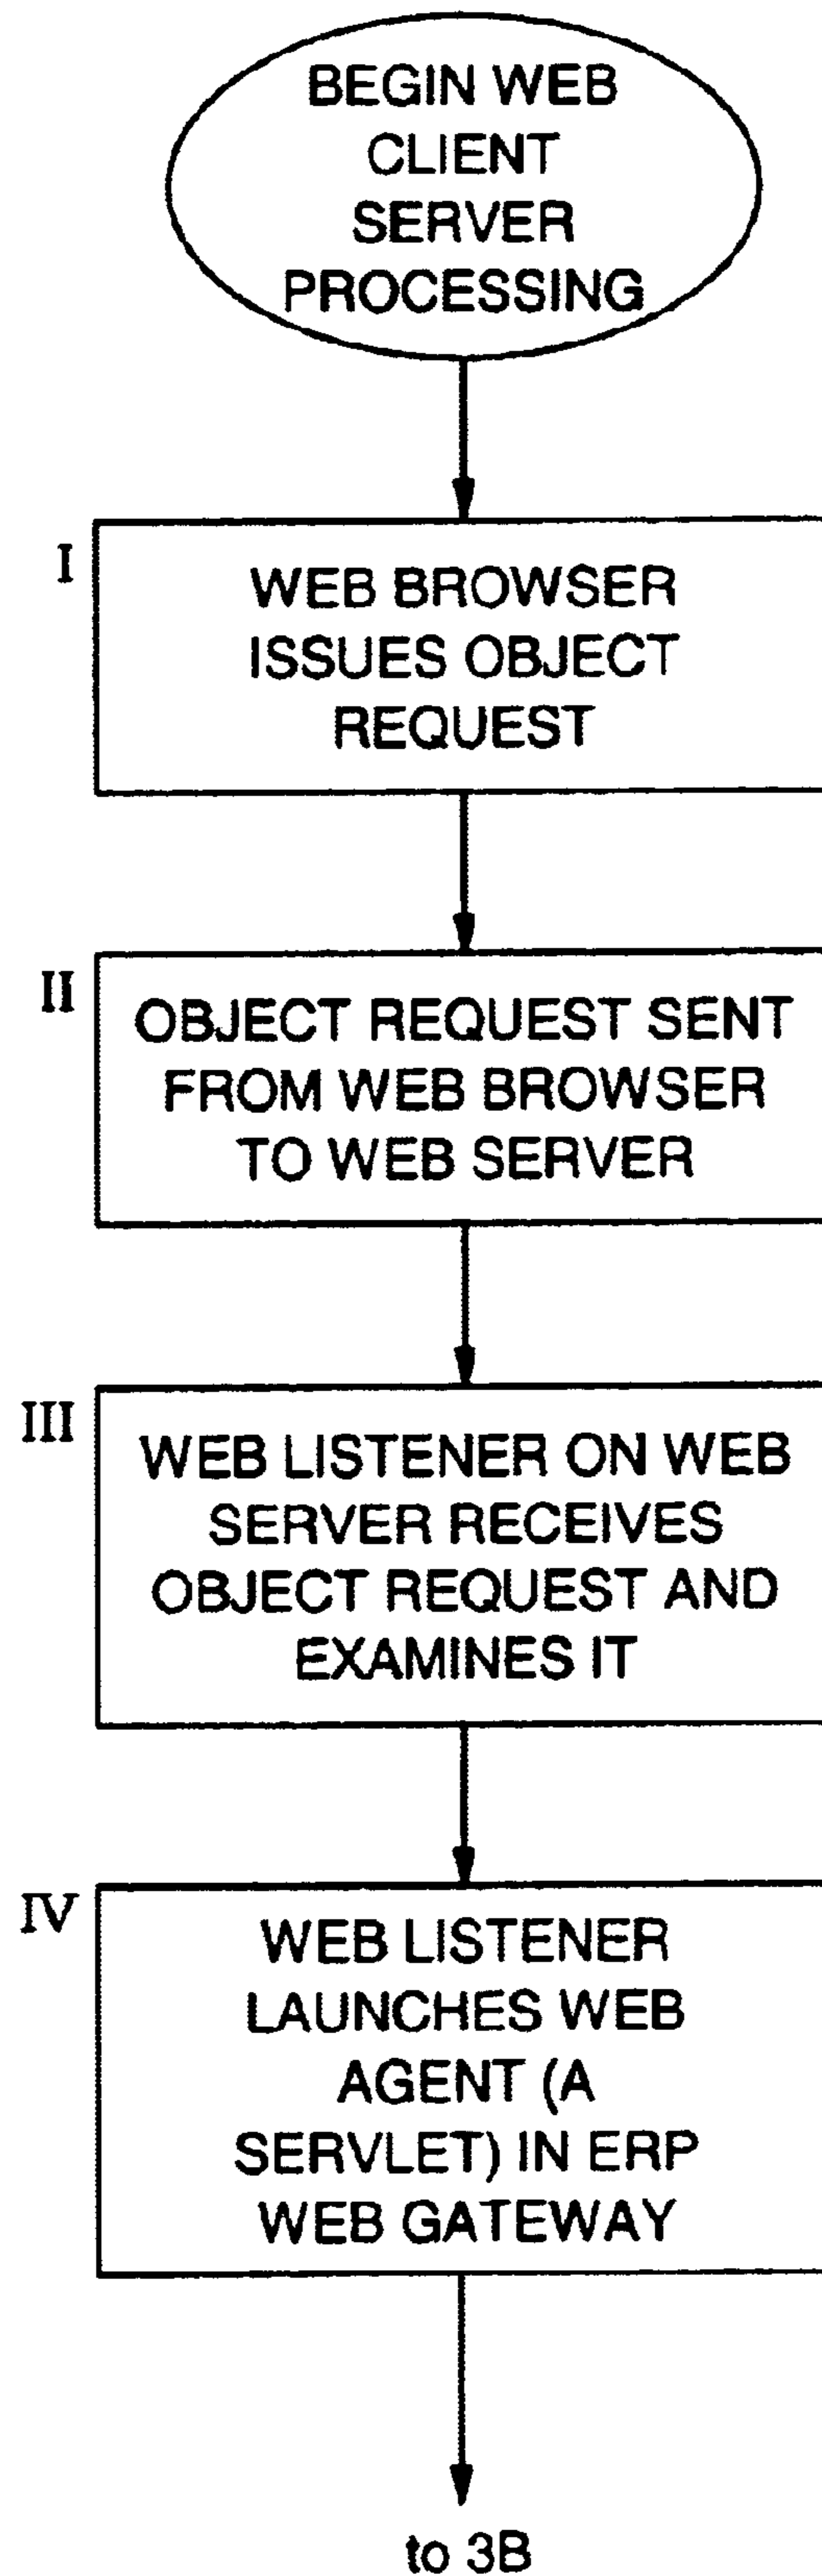 BEGIN WEB
CLIENT
SERVER
PROCESSING
I
WEB BROWSER
ISSUES OBJECT
REQUEST
II
OBJECT REQUEST SENT
FROM WEB BROWSER
TO WEB SERVER
III
WEB LISTENER ON WEB
SERVER RECEIVES
OBJECT REQUEST AND
EXAMINES IT
IV
WEB LISTENER
LAUNCHES WEB
AGENT (A
SERVLET) IN ERP
WEB GATEWAY
to 3B